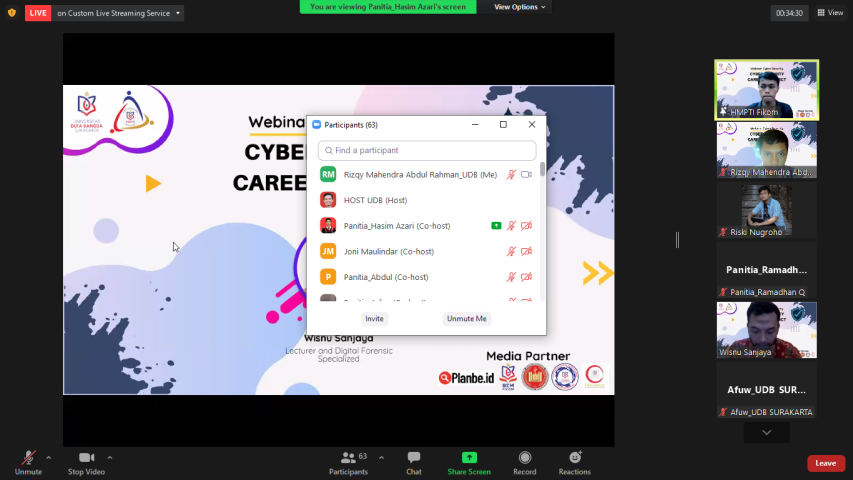 LIVE
on Custom Live Streaming Service
You are viewing Panitia_Hasim Azari's screen
View Options
00:34:30
View
UNIVERSITAS
DUTA BANGSA
SURAKARTA
Webina
CYBE
CAREE
Participants (63)
Find a participant
RM
Rizqy Mahendra Abdul Rahman_UDB (Me)
HOST UDB (Host)
Panitia_Hasim Azari (Co-host)
JM
Joni Maulindar (Co-host)
P
Panitia_Abdul (Co-host)
Invite
Unmute Me
Wisnu Sanjaya
Lecturer and Digital Forensic
Specialized
Media Partner
Planbe.id
BEM
HMPTI Fikom
Rizqy Mahendra Abd...
Riski Nugroho
Panitia_Ramadh...
Panitia_Ramadhan Q
Wisnu Sanjaya
Afuw_UDB SUR...
Afuw_UDB SURAKARTA
Unmute
Stop Video
63
Participants
Chat
Share Screen
Record
Reactions
Leave